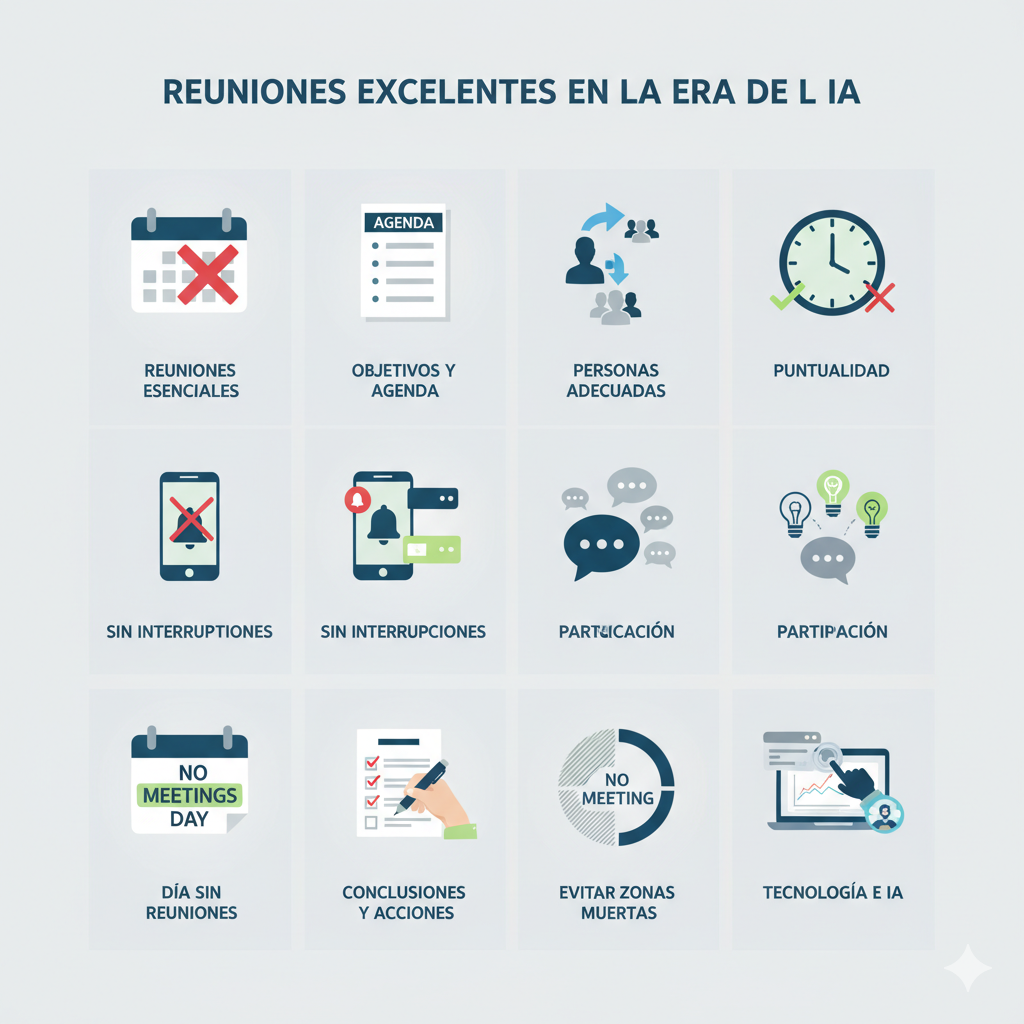 REUNIONES EXCELENTES EN LA ERA DE L IA
AGENDA
REUNIONES
ESENCIALES
OBJETIVOS Y
AGENDA
PERSONAS
ADECUADAS
PUNTUALIDAD
SIN INTERRUPTIONES
SIN INTERRUPCIONES
PARTIPACIÓN
NO
MEETINGS
DAY
NO
MEETING
DÍA SIN
REUNIONES
CONCLUSIONES
Y ACCIONES
EVITAR ZONAS
MUERTAS
TECNOLOGÍA E IA